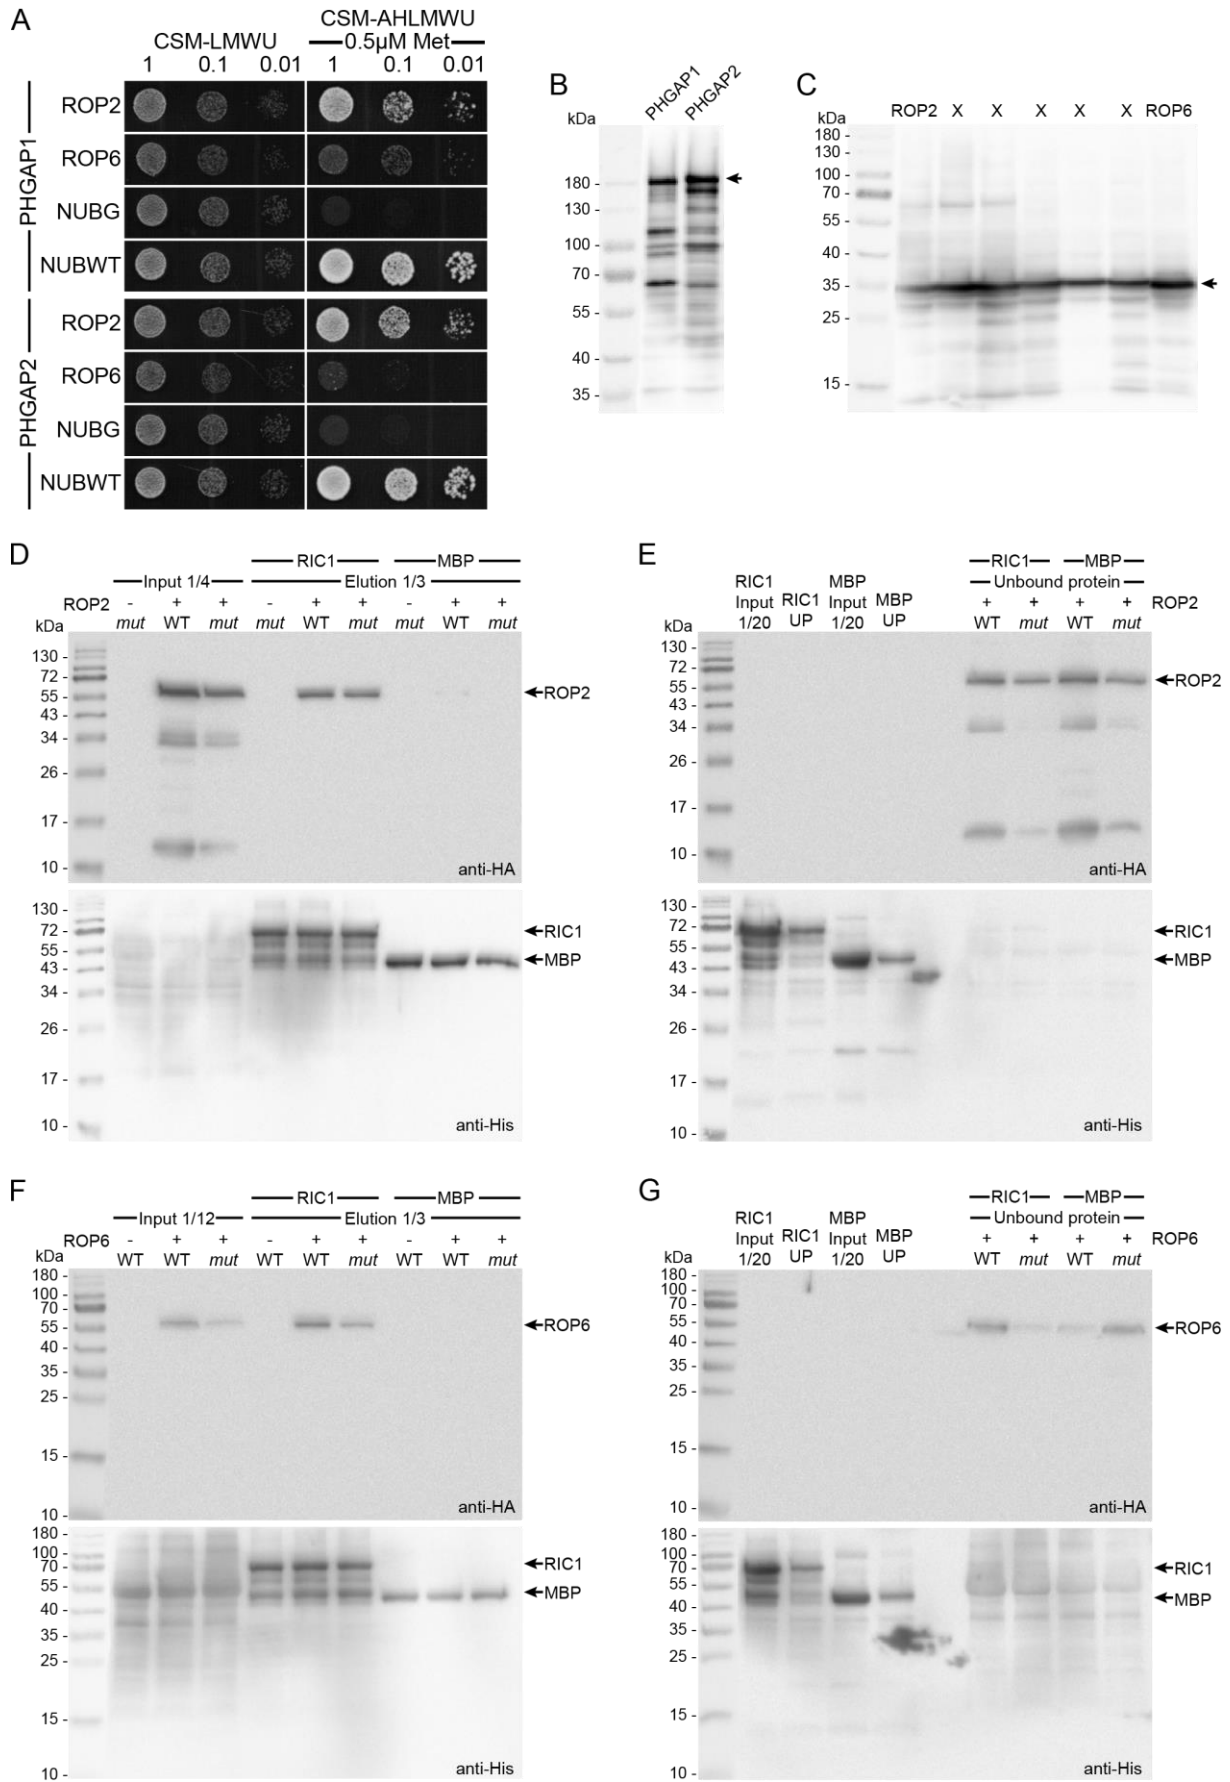 A
CSM-LMWU
CSM-AHLMWU
0.5µM Met
1 0.1 0.01 1 0.1 0.01
PHGAP1
ROP2
ROP6
NUBG
NUBWT
PHGAP2
ROP2
ROP6
NUBG
NUBWT
B
PHGAP1 PHGAP2
kDa
180 -
130 -
100 -
70 -
55 -
40 -
35 -
C
ROP2 X X X X X ROP6
kDa
180 -
130 -
100 -
70 -
55 -
40 -
35 -
25 -
15 -
D
RIC1 MBP
Input 1/4 Elution 1/3
ROP2 - + + - + + - + +
mut WT mut mut WT mut mut WT mut
kDa
130 -
72 -
55 -
43 -
34 -
26 -
17 -
10 -
ROP2
anti-HA
130 -
72 -
55 -
43 -
34 -
26 -
17 -
10 -
RIC1
MBP
anti-His
E
RIC1 Input 1/20
RIC1 UP
MBP Input 1/20
MBP UP
RIC1 MBP
Unbound protein
+ + + + ROP2
WT mut WT mut
kDa
130 -
72 -
55 -
43 -
34 -
26 -
17 -
10 -
ROP2
anti-HA
130 -
72 -
55 -
43 -
34 -
26 -
17 -
10 -
RIC1
MBP
anti-His
F
RIC1 MBP
Input 1/12 Elution 1/3
ROP6 - + + - + + - + +
WT WT mut WT WT mut WT WT mut
kDa
180 -
100 -
70 -
55 -
40 -
35 -
25 -
15 -
10 -
ROP6
anti-HA
180 -
100 -
70 -
55 -
40 -
35 -
25 -
15 -
10 -
RIC1
MBP
anti-His
G
RIC1 Input 1/20
RIC1 UP
MBP Input 1/20
MBP UP
RIC1 MBP
Unbound protein
+ + + + ROP6
WT mut WT mut
kDa
180 -
100 -
70 -
55 -
40 -
35 -
25 -
15 -
10 -
ROP6
anti-HA
180 -
100 -
70 -
55 -
40 -
35 -
25 -
15 -
10 -
RIC1
MBP
anti-His